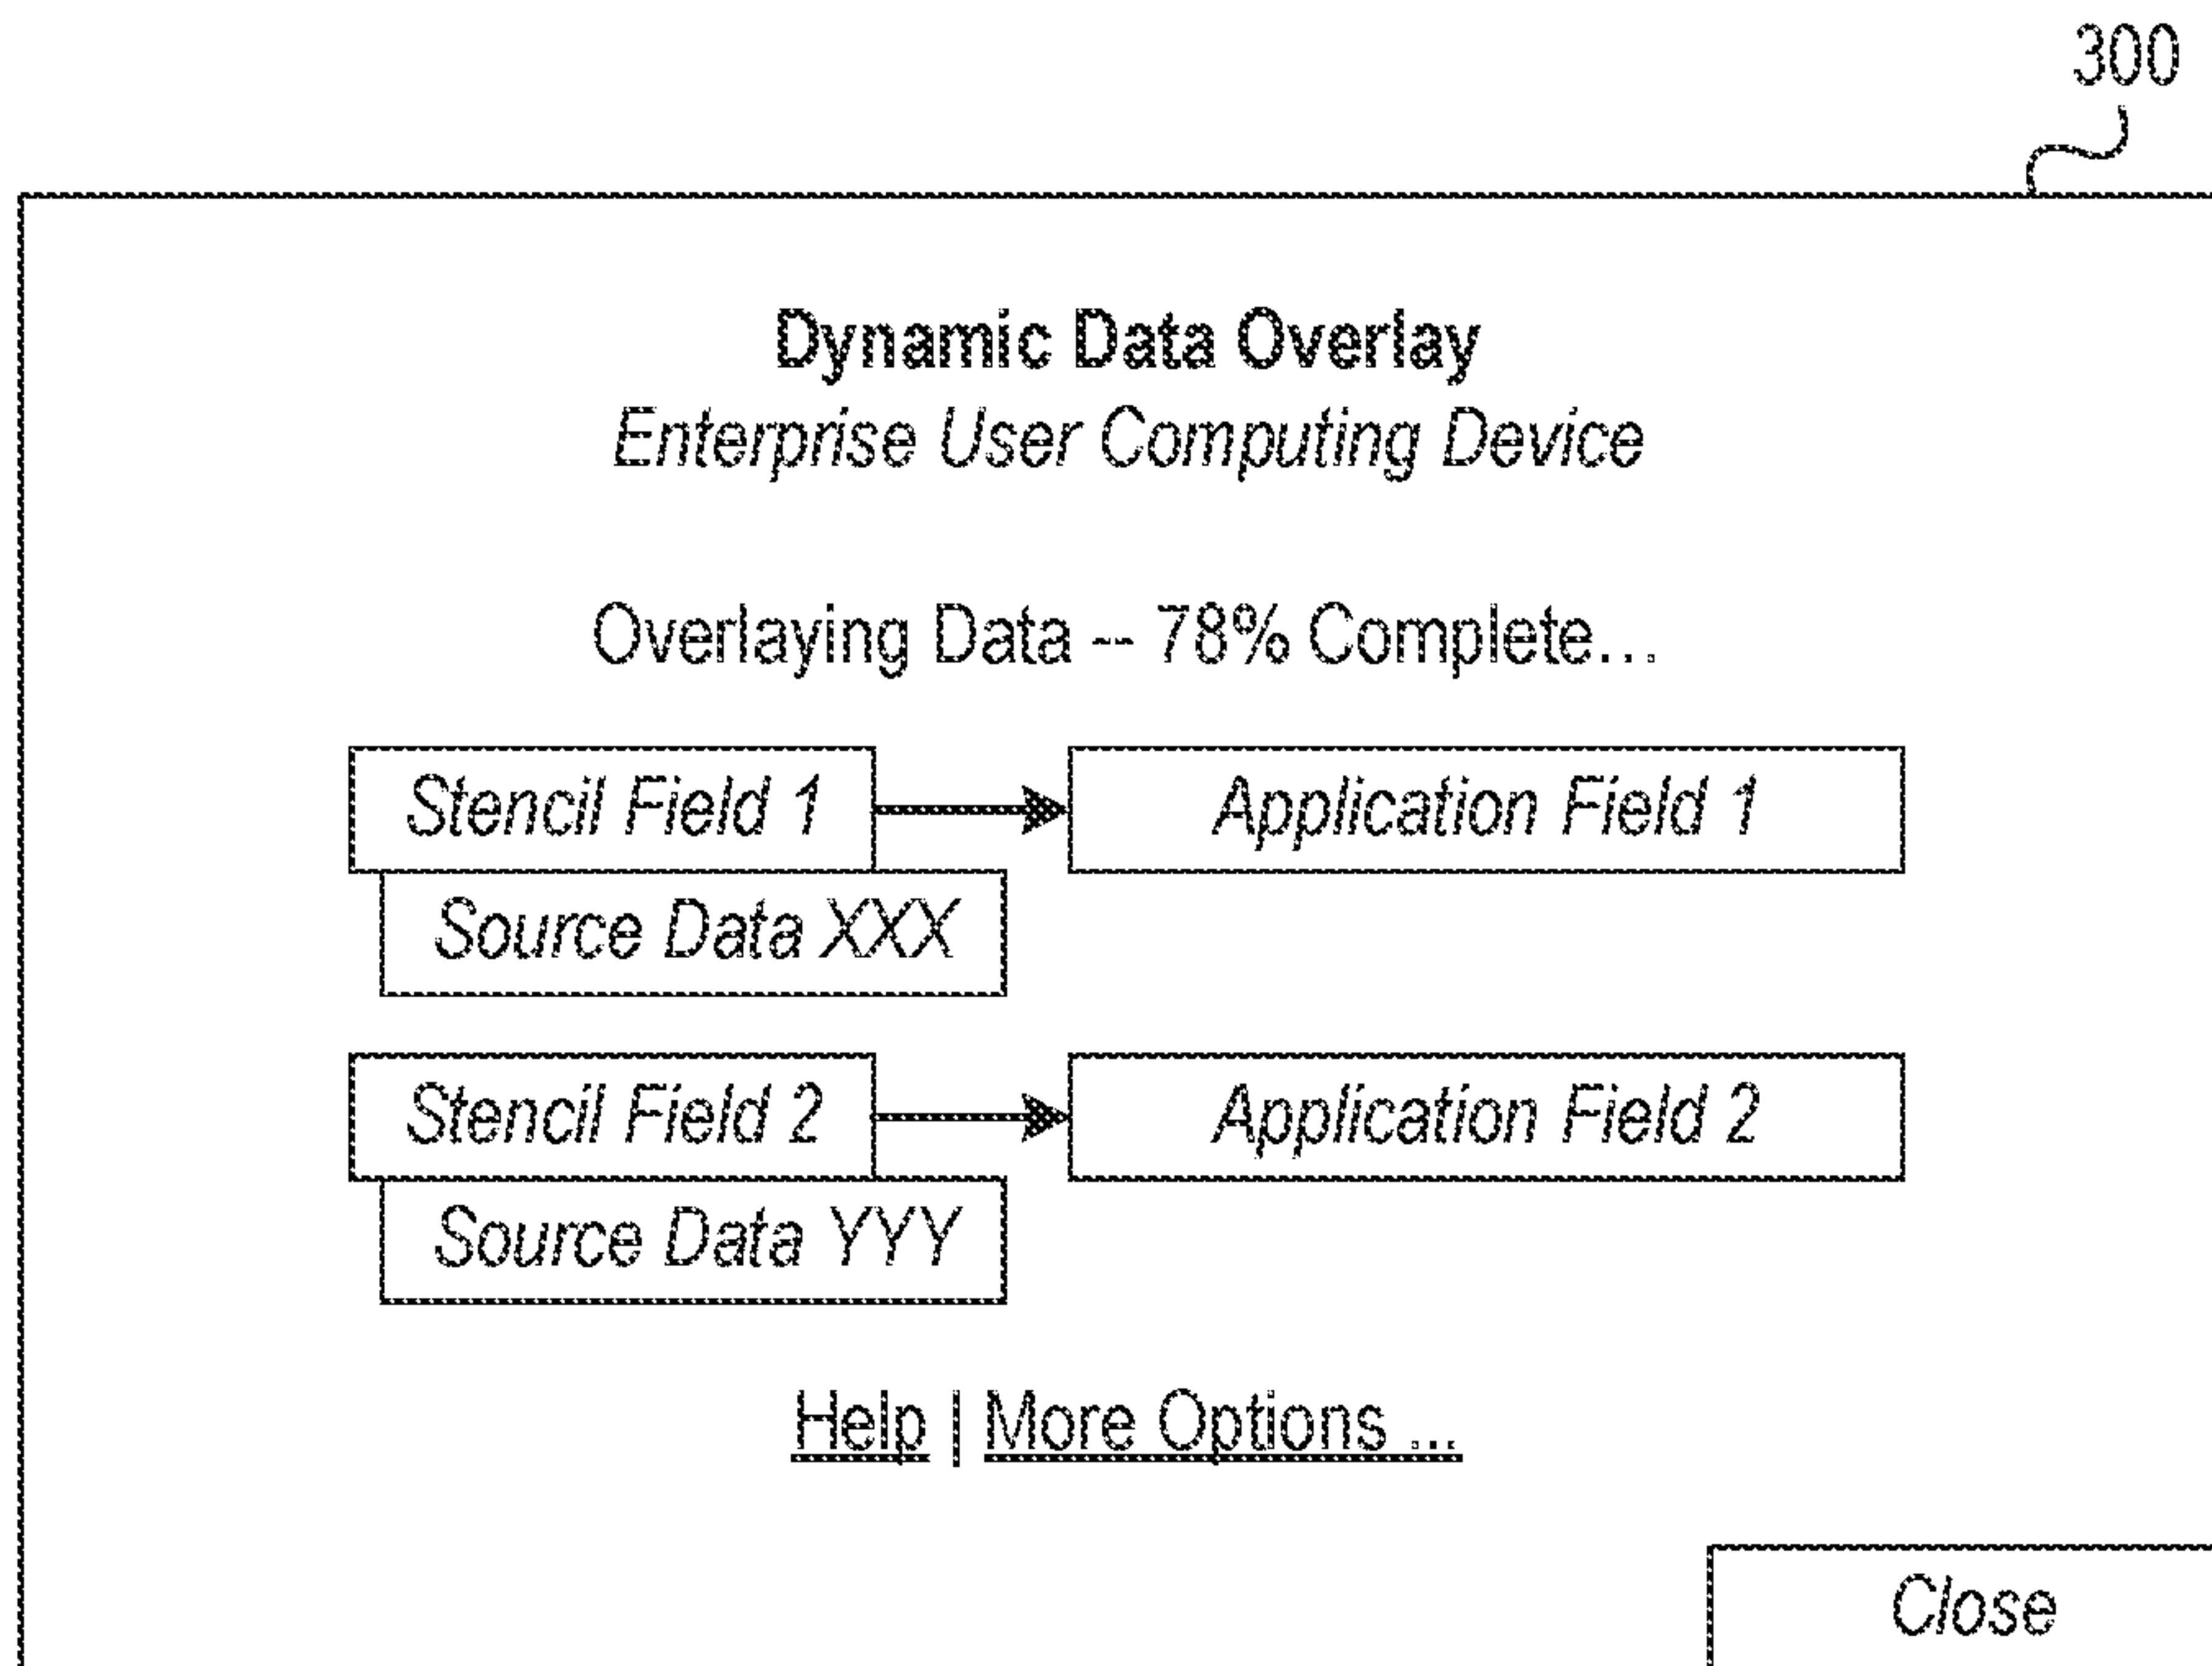 300
Dynamic Data Overlay
Enterprise User Computing Device
Overlaying Data -- 78% Complete...
Stencil Field 1
Application Field 1
Source Data XXX
Stencil Field 2
Application Field 2
Source Data YYY
Help | More Options ...
Close